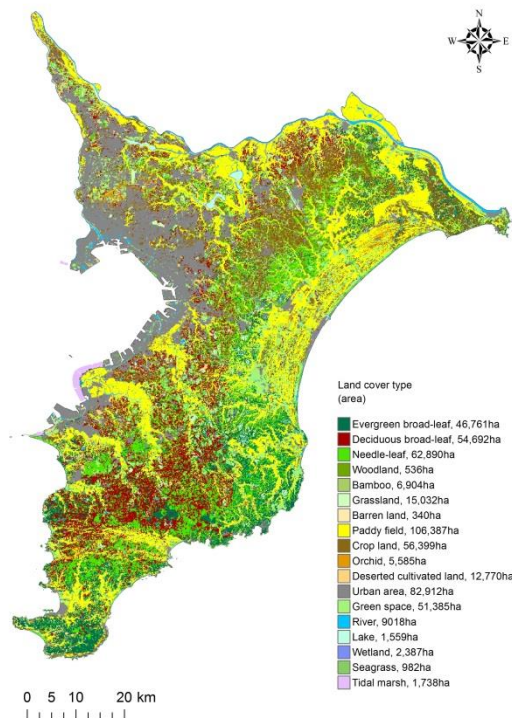 N
W E
S
Land cover type
(area)
Evergreen broad-leaf, 46,761ha
Deciduous broad-leaf, 54,692ha
Needle-leaf, 62,890ha
Woodland, 536ha
Bamboo, 6,904ha
Grassland, 15,032ha
Barren land, 340ha
Paddy field, 106,387ha
Crop land, 56,399ha
Orchid, 5,585ha
Deserted cultivated land, 12,770ha
Urban area, 82,912ha
Green space, 51,385ha
River, 9018ha
Lake, 1,559ha
Wetland, 2,387ha
Seagrass, 982ha
Tidal marsh, 1,738ha
0 5 10 20 km